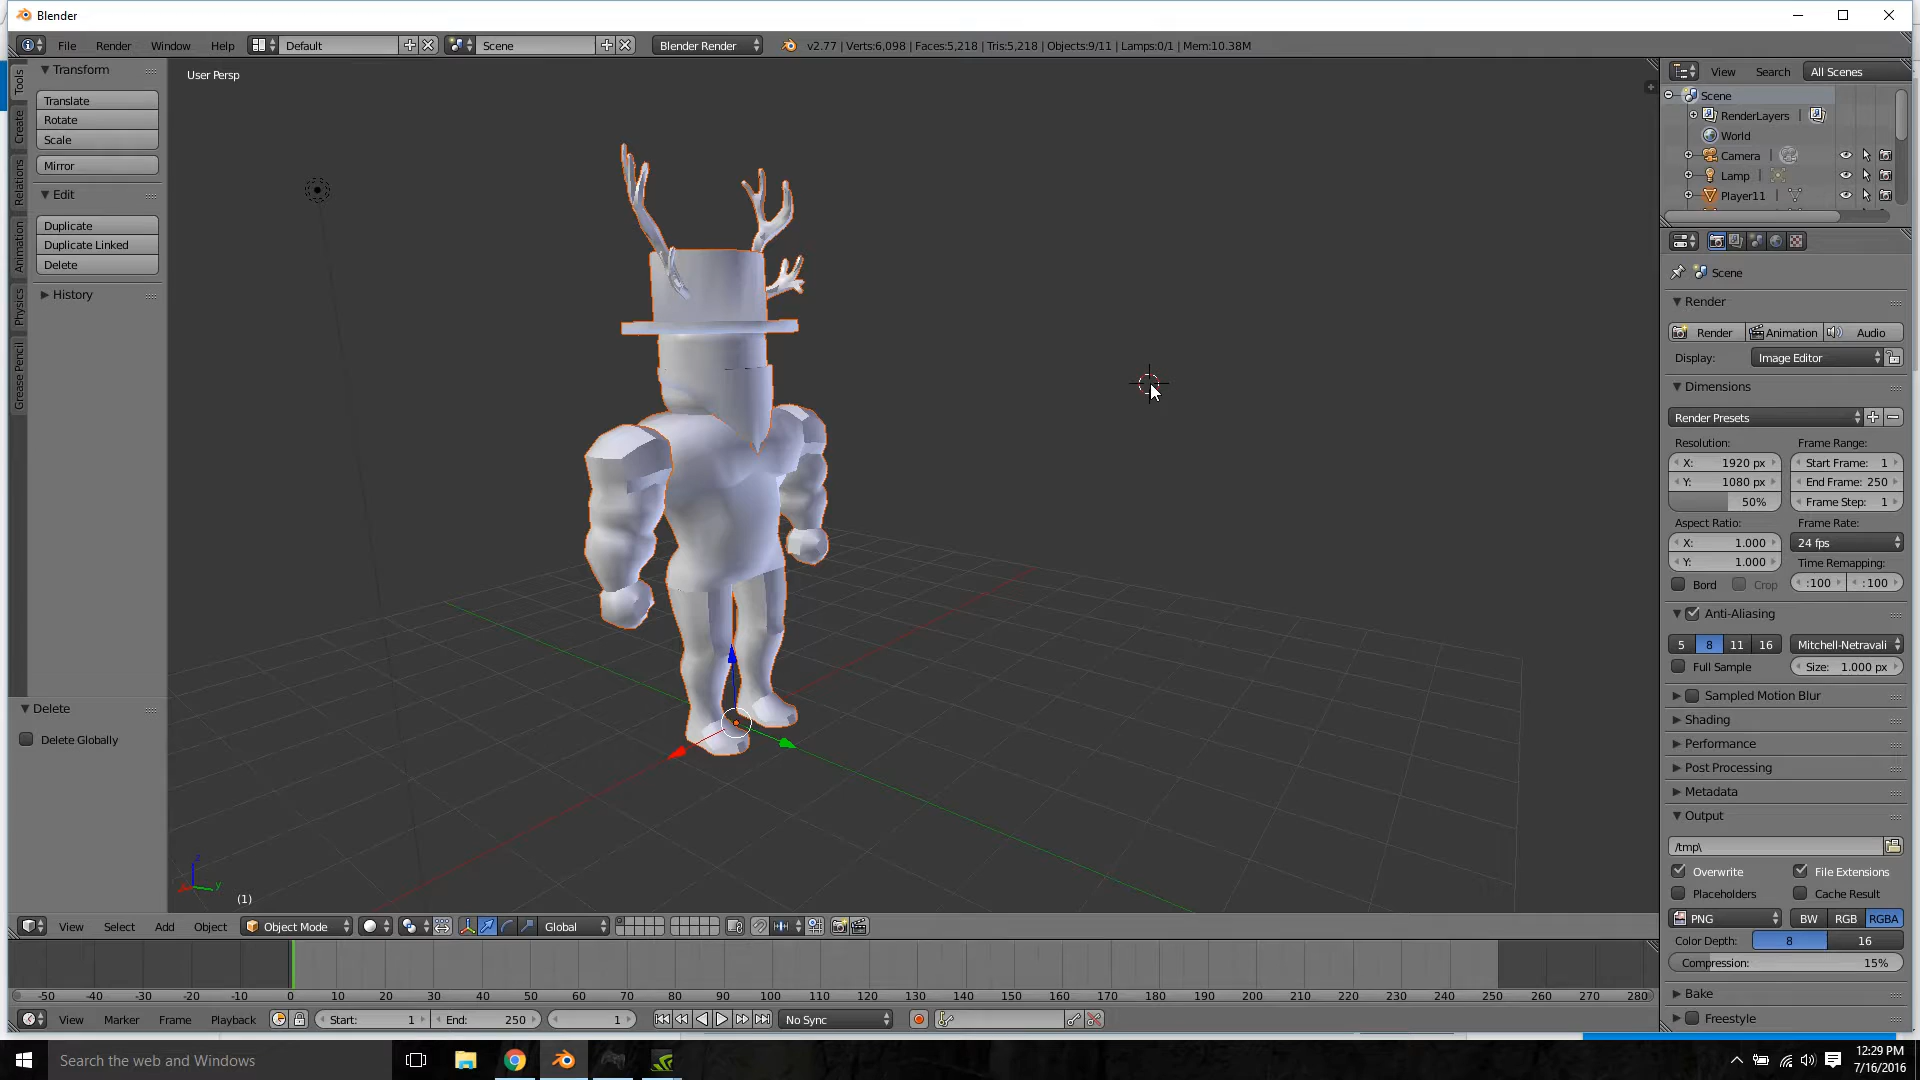 Blender
File Render Window Help Default Scene Blender Render v2.77 | Verts:6,098 | Faces:5,218 | Tris:5,218 | Objects:9/11 | Lamps:0/1 | Mem:10.38M
Tools
Create
Relations
Animation
Physics
Grease Pencil
Transform
Translate
Rotate
Scale
Mirror
Edit
Duplicate
Duplicate Linked
Delete
History
Delete
Delete Globally
User Persp
z
y
(1)
View Search All Scenes
Scene
RenderLayers |
World
Camera |
Lamp |
Player11 |
Scene
Render
Render Animation Audio
Display: Image Editor
Dimensions
Render Presets
Resolution: Frame Range:
X: 1920 px Start Frame: 1
Y: 1080 px End Frame: 250
50% Frame Step: 1
Aspect Ratio: Frame Rate:
X: 1.000 24 fps
Y: 1.000 Time Remapping:
Bord Crop :100 :100
Anti-Aliasing
5 8 11 16 Mitchell-Netravali
Full Sample Size: 1.000 px
Sampled Motion Blur
Shading
Performance
Post Processing
Metadata
Output
/tmp\
Overwrite File Extensions
Placeholders Cache Result
PNG BW RGB RGBA
Color Depth: 8 16
Compression: 15%
Bake
Freestyle
View Select Add Object Object Mode Global
-50 -40 -30 -20 -10 0 10 20 30 40 50 60 70 80 90 100 110 120 130 140 150 160 170 180 190 200 210 220 230 240 250 260 270 280
View Marker Frame Playback Start: 1 End: 250 1 No Sync
Search the web and Windows
12:29 PM
7/16/2016